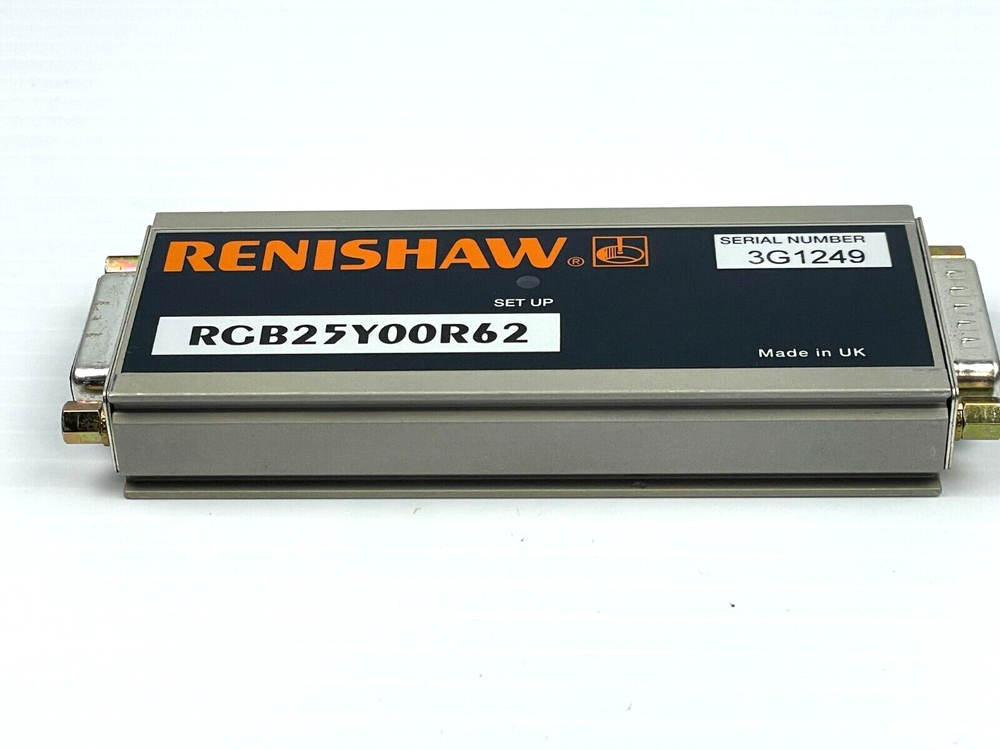 RENISHAW®
SERIAL NUMBER
3G1249
SET UP
RGB25Y00R62
Made in UK